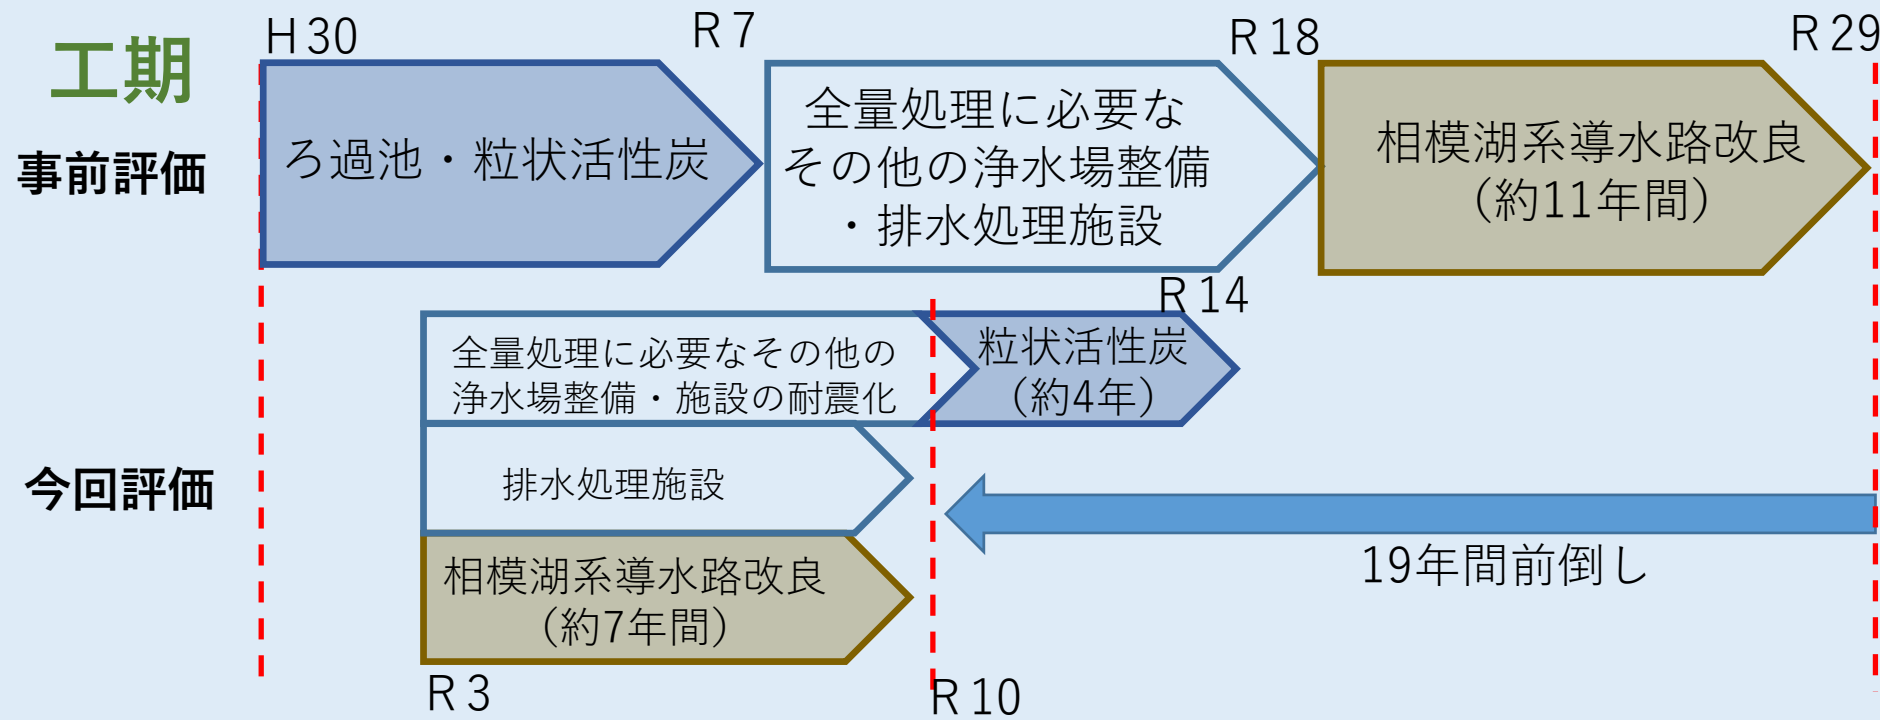 工期
H30
R7
R18
R29
事前評価
ろ過池・粒状活性炭
全量処理に必要な
その他の浄水場整備
・排水処理施設
相模湖系導水路改良
（約11年間）
R14
今回評価
全量処理に必要なその他の
浄水場整備・施設の耐震化
粒状活性炭
（約4年）
排水処理施設
相模湖系導水路改良
（約7年間）
19年間前倒し
R3
R10